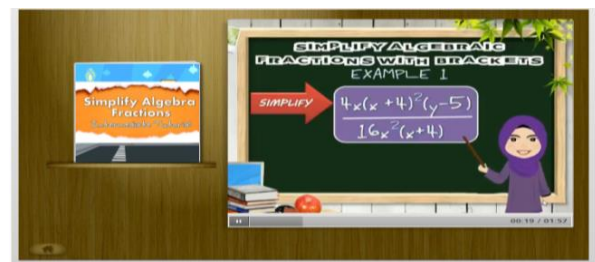 Simplify Algebra
Fractions
SIMPLIFY ALGEBRAIC
FRACTIONS WITH BRACKETS
EXAMPLE 1
SIMPLIFY
4x(x+4)²(y-5)
16x²(x+4)
00:19 / 01:57